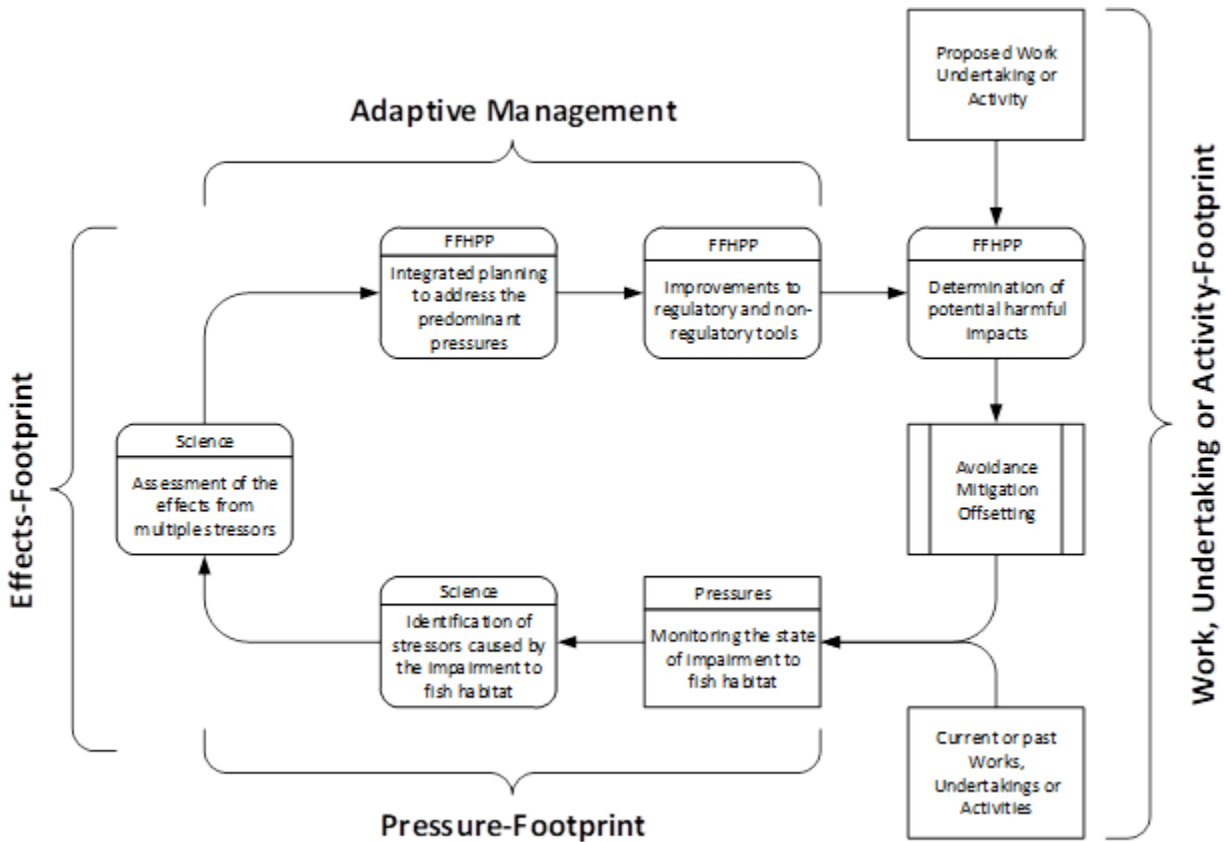 Proposed Work
Undertaking or
Activity
Adaptive Management
FFHPP
Integrated planning
to address the
predominant
pressures
FFHPP
Improvements to
regulatory and non-
regulatory tools
FFHPP
Determination of
potential harmful
impacts
Science
Assessment of the
effects from
multiple stressors
Avoidance
Mitigation
Offsetting
Science
Identification of
stressors caused by
the impairment to
fish habitat
Pressures
Monitoring the state
of impairment to
fish habitat
Current or past
Works,
Undertakings or
Activities
Pressure-Footprint
Effects-Footprint
Work, Undertaking or Activity-Footprint